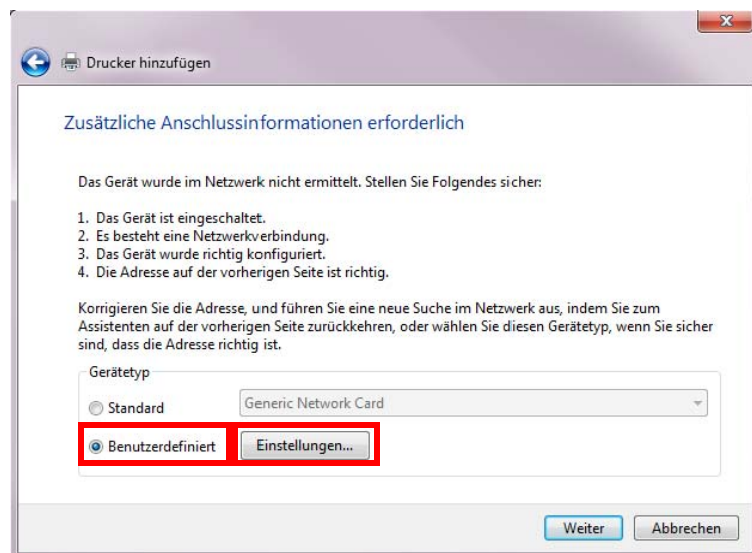 Drucker hinzufügen
Zusätzliche Anschlussinformationen erforderlich
Das Gerät wurde im Netzwerk nicht ermittelt. Stellen Sie Folgendes sicher:
1. Das Gerät ist eingeschaltet.
2. Es besteht eine Netzwerkverbindung.
3. Das Gerät wurde richtig konfiguriert.
4. Die Adresse auf der vorherigen Seite ist richtig.
Korrigieren Sie die Adresse, und führen Sie eine neue Suche im Netzwerk aus, indem Sie zum
Assistenten auf der vorherigen Seite zurückkehren, oder wählen Sie diesen Gerätetyp, wenn Sie sicher
sind, dass die Adresse richtig ist.
Gerätetyp
Standard
Generic Network Card
Benutzerdefiniert
Einstellungen...
Weiter
Abbrechen